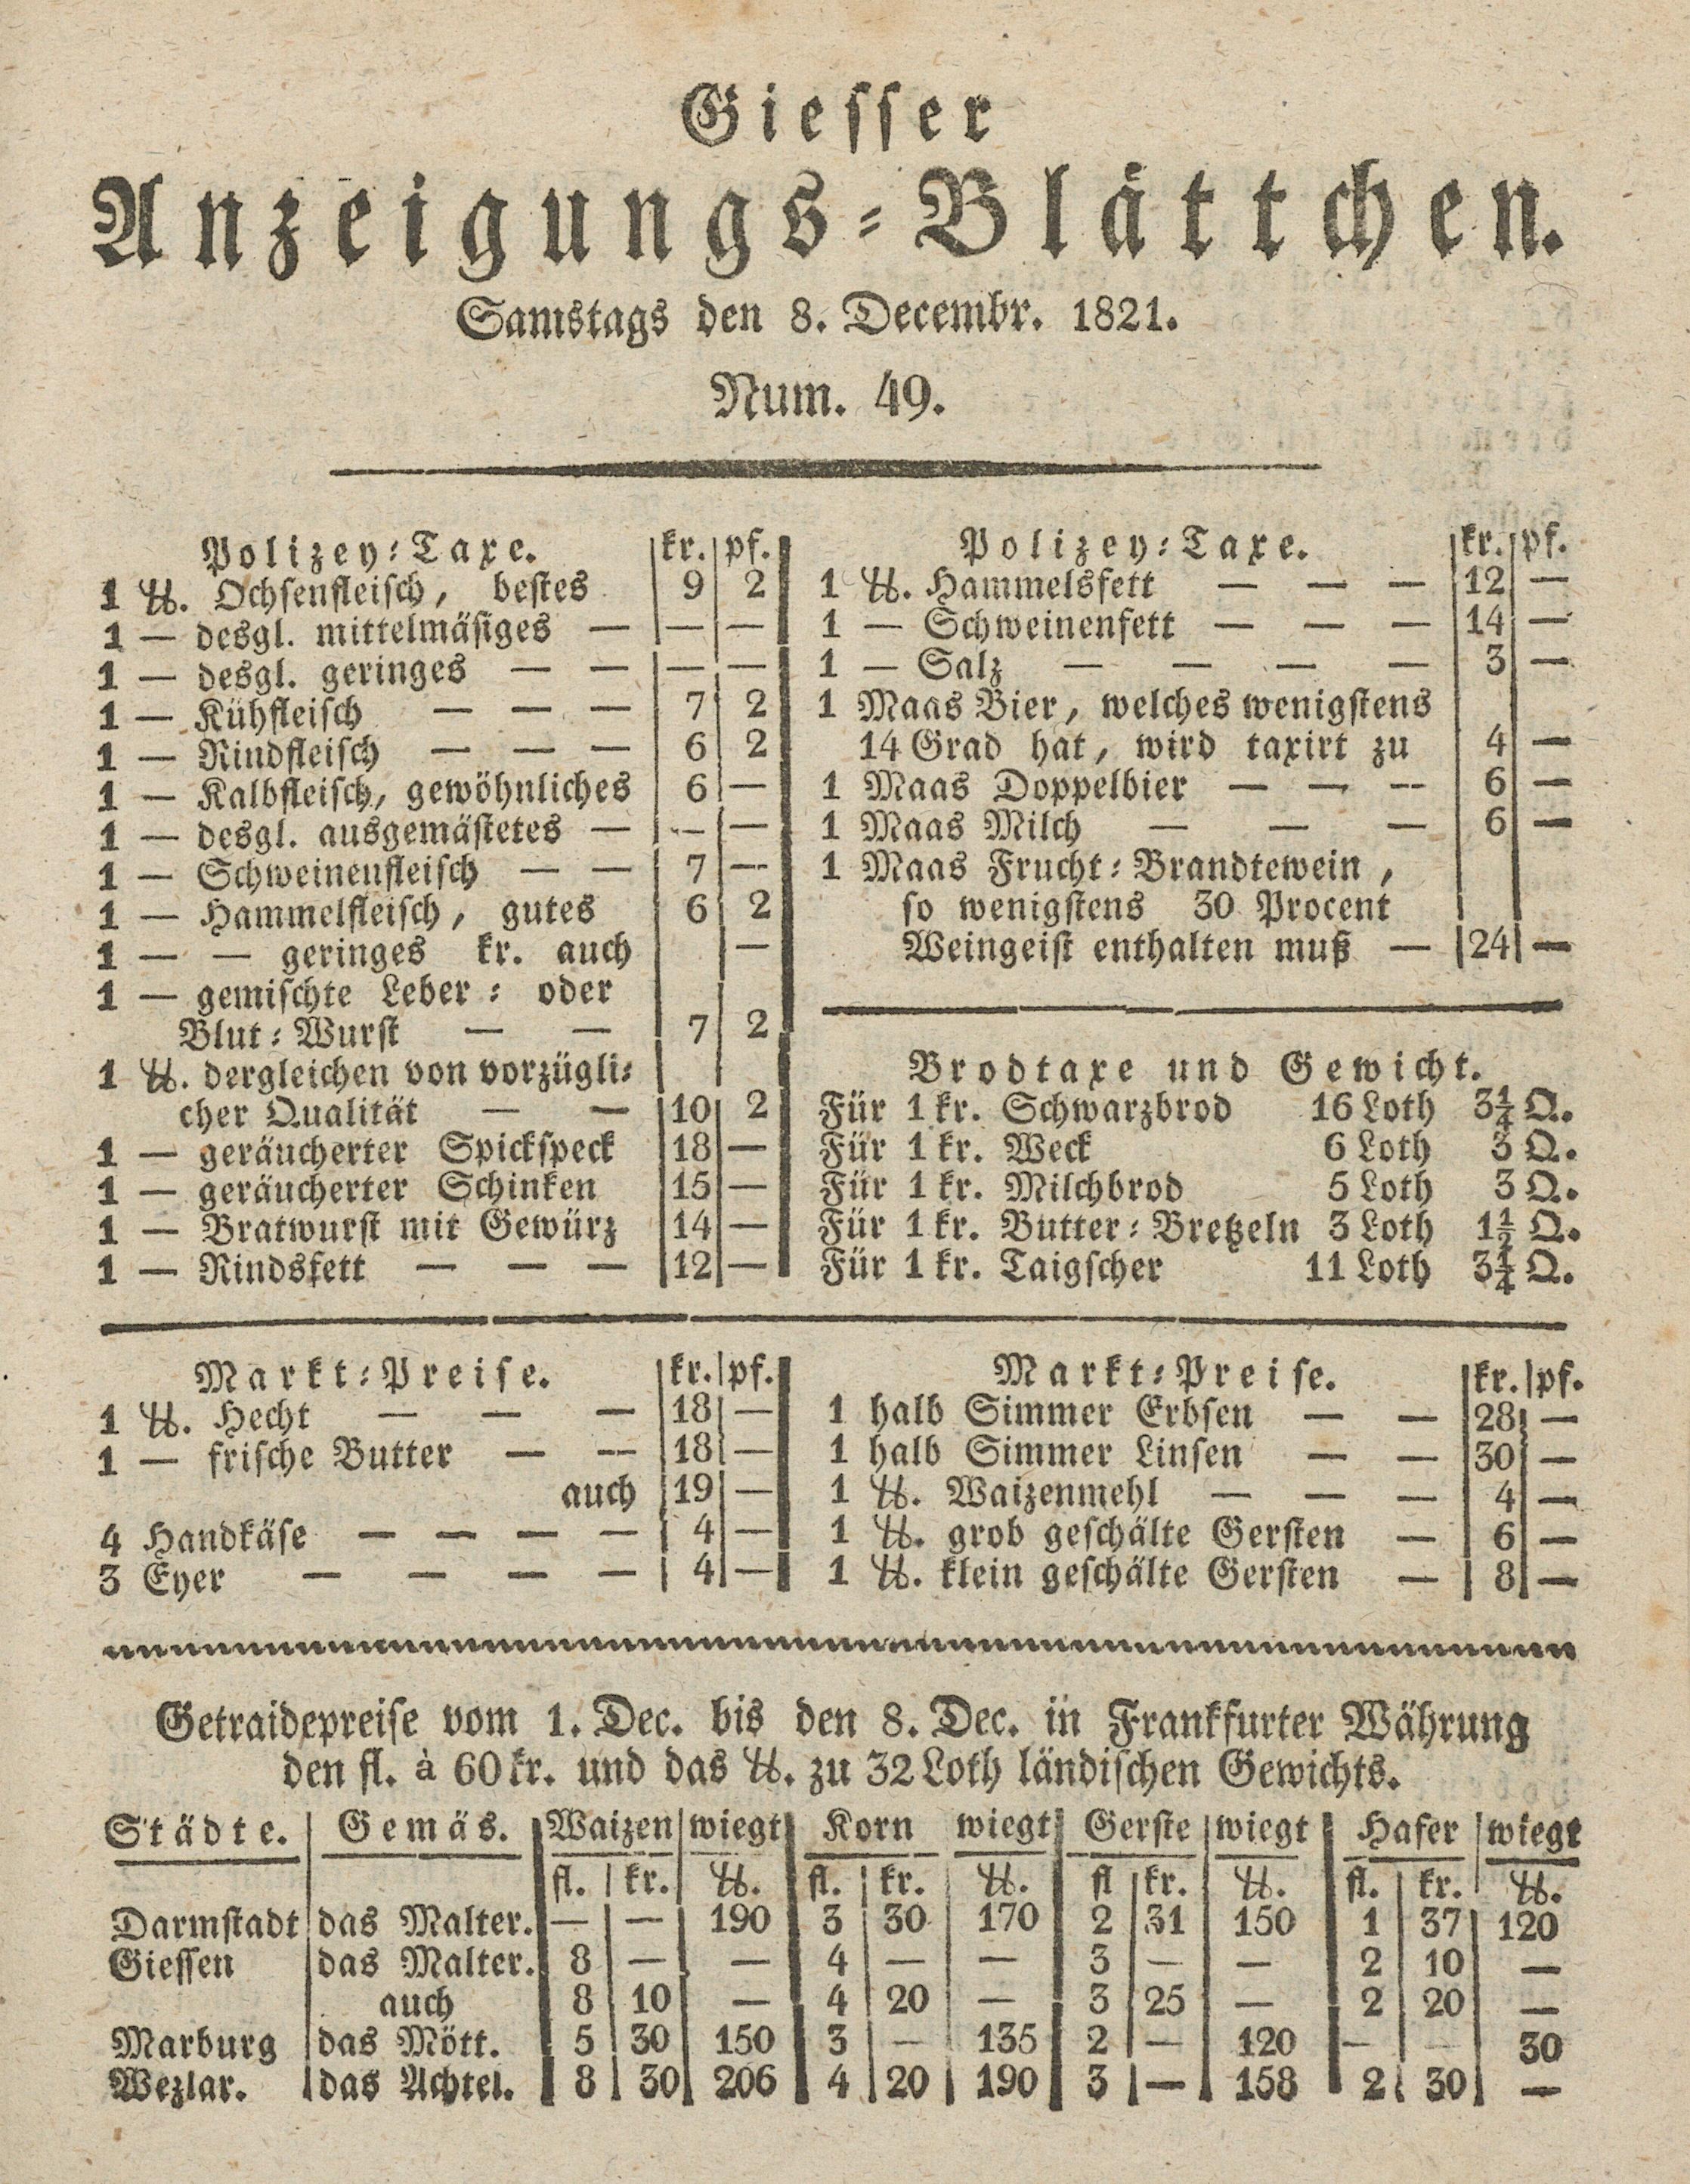 Giesser
Anzeigungs-Blättchen.
Samstags den 8. Decembr. 1821.
Num. 49.
Polizey-Taxe. kr. pf.
1 ℔. Ochsenfleisch, bestes 9 2
1 — desgl. mittelmäsiges — — —
1 — desgl. geringes — — — —
1 — Kühfleisch — — — 7 2
1 — Rindfleisch — — — 6 2
1 — Kalbfleisch, gewöhnliches 6 —
1 — desgl. ausgemästetes — — —
1 — Schweinenfleisch — — 7 —
1 — Hammelfleisch, gutes 6 2
1 — — geringes kr. auch —
1 — gemischte Leber- oder
Blut-Wurst — — 7 2
1 ℔. dergleichen von vorzügli-
cher Qualität — — 10 2
1 — geräucherter Spickspeck 18 —
1 — geräucherter Schinken 15 —
1 — Bratwurst mit Gewürz 14 —
1 — Rindsfett — — — 12 —
Polizey-Taxe. kr. pf.
1 ℔. Hammelsfett — — — 12 —
1 — Schweinenfett — — — 14 —
1 — Salz — — — — 3 —
1 Maas Bier, welches wenigstens
14 Grad hat, wird taxirt zu 4 —
1 Maas Doppelbier — — — 6 —
1 Maas Milch — — — 6 —
1 Maas Frucht-Brandtewein,
so wenigstens 30 Procent
Weingeist enthalten muß — 24 —
Brodtaxe und Gewicht.
Für 1 kr. Schwarzbrod 16 Loth 3¼ Q.
Für 1 kr. Weck 6 Loth 3 Q.
Für 1 kr. Milchbrod 5 Loth 3 Q.
Für 1 kr. Butter-Bretzeln 3 Loth 1½ Q.
Für 1 kr. Taigscher 11 Loth 3¼ Q.
Markt-Preise. kr. pf.
1 ℔. Hecht — — — 18 —
1 — frische Butter — — 18 —
auch 19 —
4 Handkäse — — — — 4 —
3 Eyer — — — — 4 —
Markt-Preise. kr. pf.
1 halb Simmer Erbsen — — 28 —
1 halb Simmer Linsen — — 30 —
1 ℔. Waizenmehl — — — 4 —
1 ℔. grob geschälte Gersten — 6 —
1 ℔. klein geschälte Gersten — 8 —
Getraidepreise vom 1. Dec. bis den 8. Dec. in Frankfurter Währung
den fl. à 60 kr. und das ℔. zu 32 Loth ländischen Gewichts.
Städte. Gemäs. Waizen wiegt Korn wiegt Gerste wiegt Hafer wiegt
fl. kr. ℔. fl. kr. ℔. fl kr. ℔. fl. kr. ℔.
Darmstadt das Malter. — — 190 3 30 170 2 31 150 1 37 120
Giessen das Malter. 8 — — 4 — — 3 — — 2 10 —
auch 8 10 — 4 20 — 3 25 — 2 20 —
Marburg das Mött. 5 30 150 3 — 135 2 — 120 — — 30
Wezlar. das Achtel. 8 30 206 4 20 190 3 — 158 2 30 —